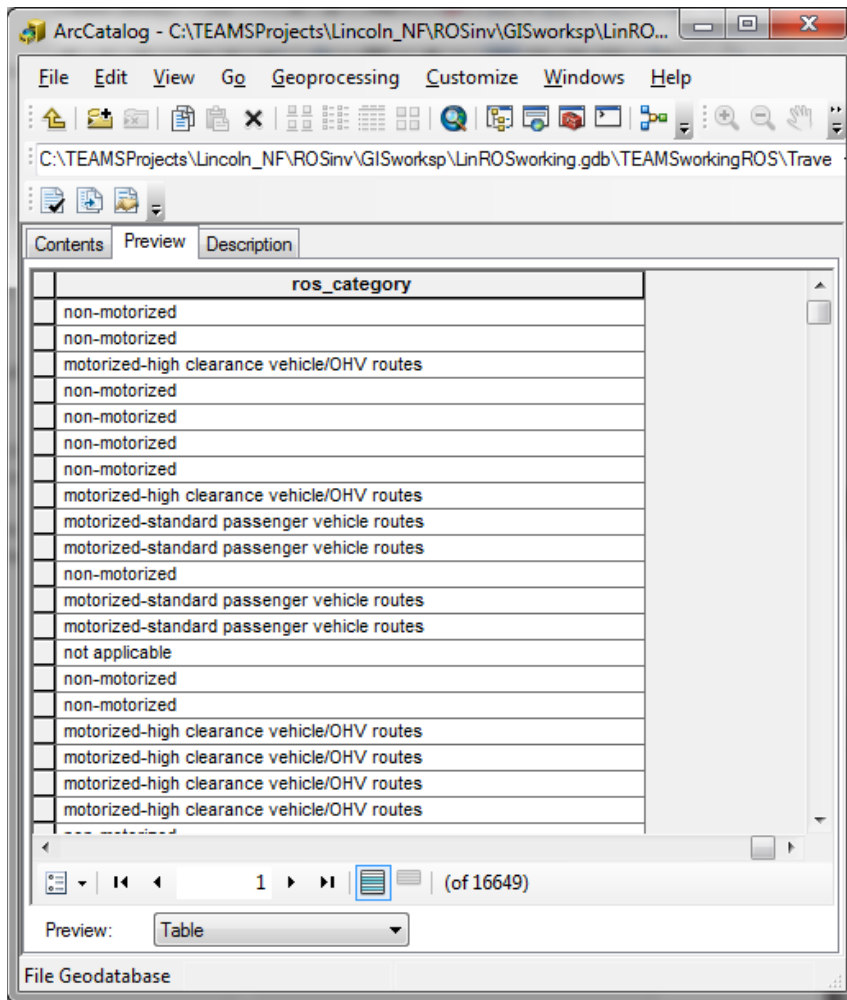 ArcCatalog - C:\TEAMSProjects\Lincoln_NF\ROSinv\GISworksp\LinRO...
File Edit View Go Geoprocessing Customize Windows Help
C:\TEAMSProjects\Lincoln_NF\ROSinv\GISworksp\LinROSworking.gdb\TEAMSworkingROS\Trave
Contents Preview Description
ros_category
non-motorized
non-motorized
motorized-high clearance vehicle/OHV routes
non-motorized
non-motorized
non-motorized
non-motorized
motorized-high clearance vehicle/OHV routes
motorized-standard passenger vehicle routes
motorized-standard passenger vehicle routes
non-motorized
motorized-standard passenger vehicle routes
motorized-standard passenger vehicle routes
not applicable
non-motorized
non-motorized
motorized-high clearance vehicle/OHV routes
motorized-high clearance vehicle/OHV routes
motorized-high clearance vehicle/OHV routes
motorized-high clearance vehicle/OHV routes
non-motorized
1 (of 16649)
Preview: Table
File Geodatabase